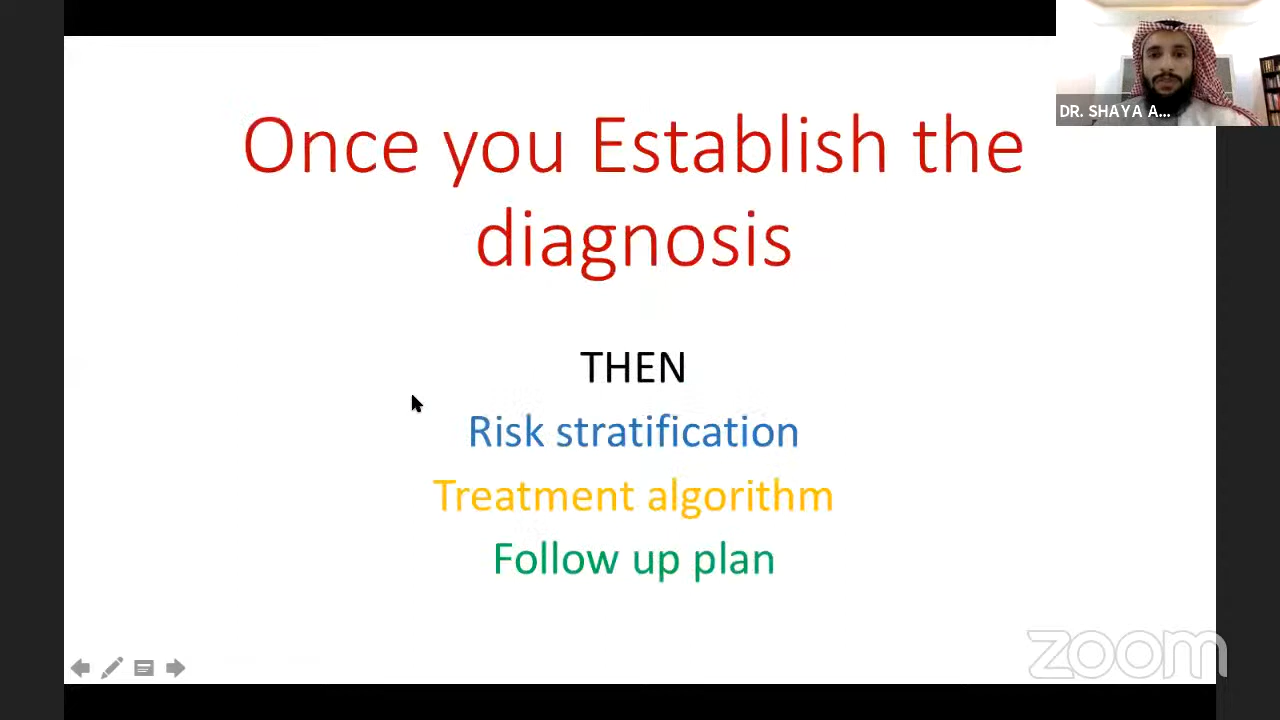 DR. SHAYA A...
Once you Establish the
diagnosis
THEN
Risk stratification
Treatment algorithm
Follow up plan
zoom